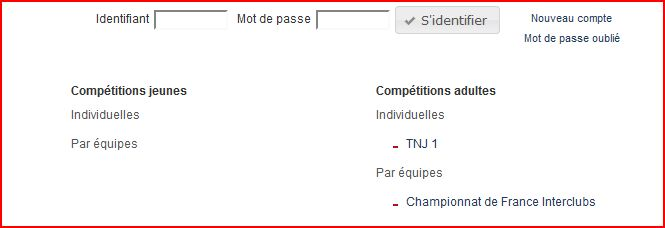 Identifiant Mot de passe S'identifier Nouveau compte
Mot de passe oublié
Compétitions jeunes
Individuelles
Par équipes
Compétitions adultes
Individuelles
- TNJ 1
Par équipes
- Championnat de France Interclubs